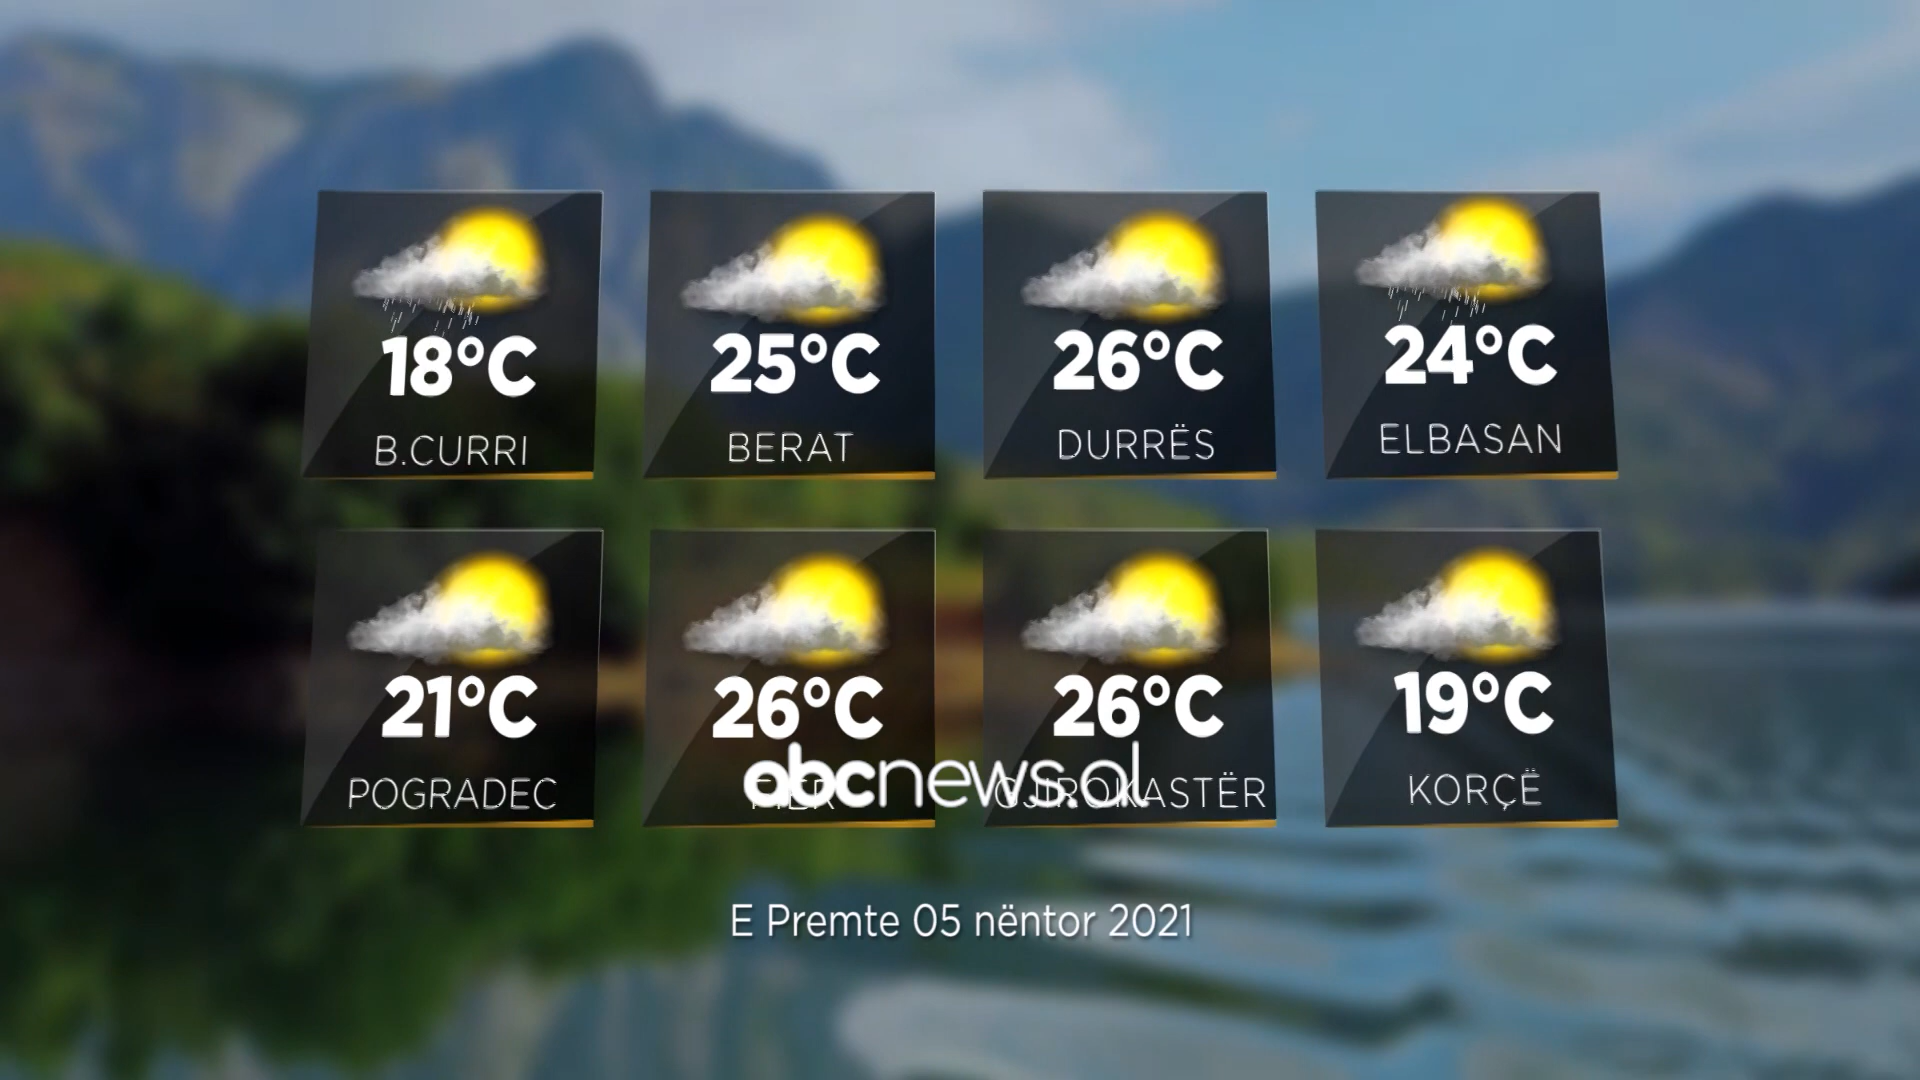 18°C
B.CURRI
25°C
BERAT
26°C
DURRËS
24°C
ELBASAN
21°C
POGRADEC
26°C
26°C
GJIROKASTËR
19°C
KORÇË
abcnews.al
E Premte 05 nëntor 2021